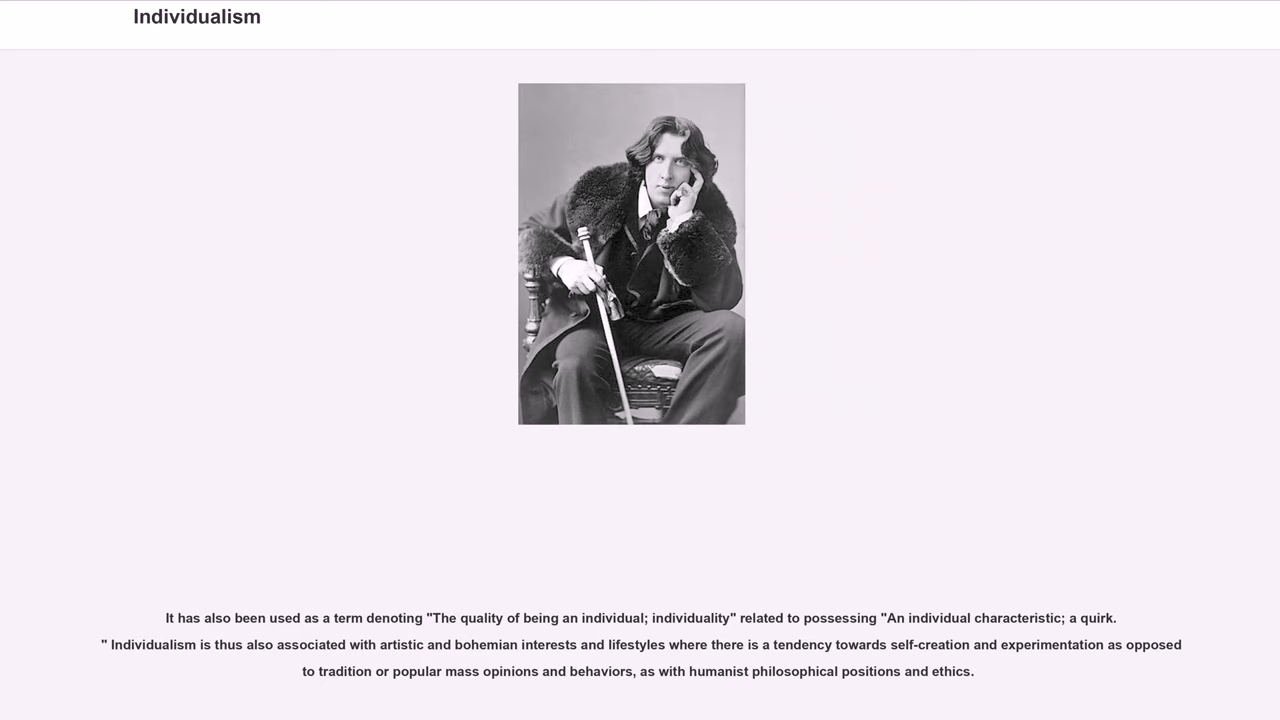 Individualism
It has also been used as a term denoting "The quality of being an individual; individuality" related to possessing "An individual characteristic; a quirk.
" Individualism is thus also associated with artistic and bohemian interests and lifestyles where there is a tendency towards self-creation and experimentation as opposed
to tradition or popular mass opinions and behaviors, as with humanist philosophical positions and ethics.